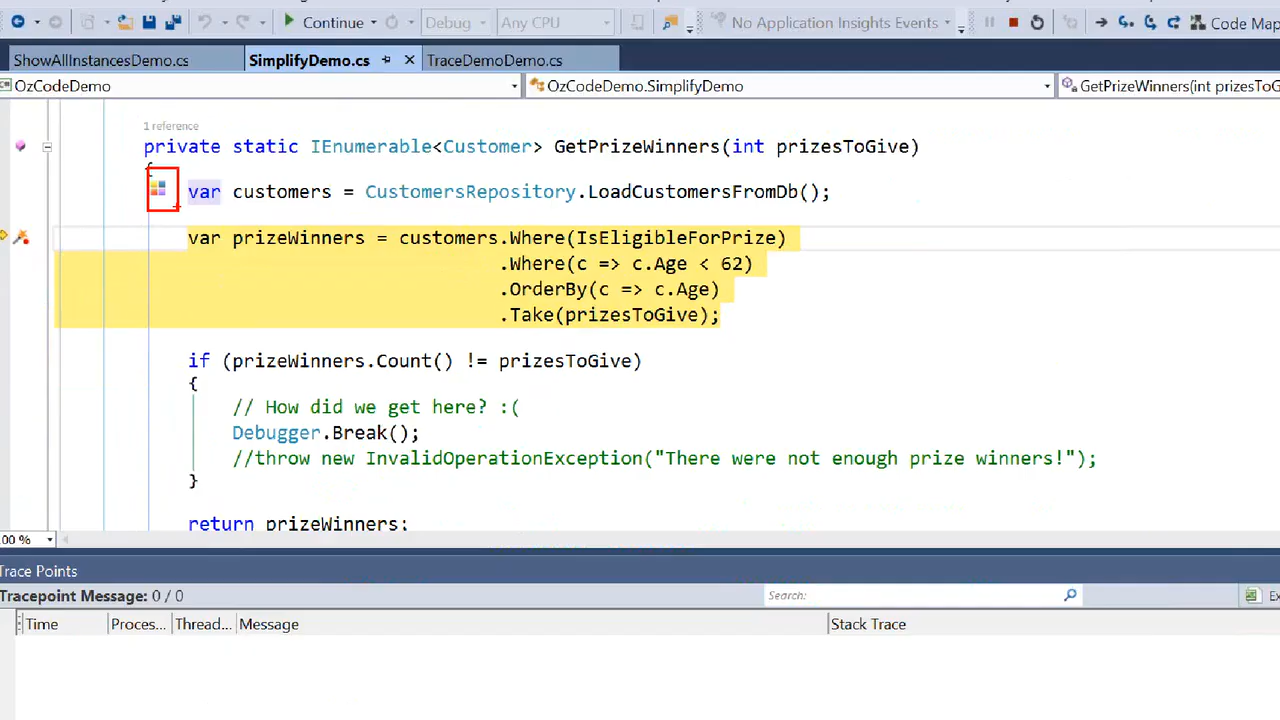 Continue Debug Any CPU No Application Insights Events Code Map
ShowAllInstancesDemo.cs SimplifyDemo.cs TraceDemoDemo.cs
OzCodeDemo OzCodeDemo.SimplifyDemo GetPrizeWinners(int prizesToG
1 reference
private static IEnumerable<Customer> GetPrizeWinners(int prizesToGive)
{
var customers = CustomersRepository.LoadCustomersFromDb();
var prizeWinners = customers.Where(IsEligibleForPrize)
.Where(c => c.Age < 62)
.OrderBy(c => c.Age)
.Take(prizesToGive);
if (prizeWinners.Count() != prizesToGive)
{
// How did we get here? :(
Debugger.Break();
//throw new InvalidOperationException("There were not enough prize winners!");
}
return prizeWinners;
00 %
Trace Points
Tracepoint Message: 0 / 0 Search: Ex
Time Proces... Thread... Message Stack Trace